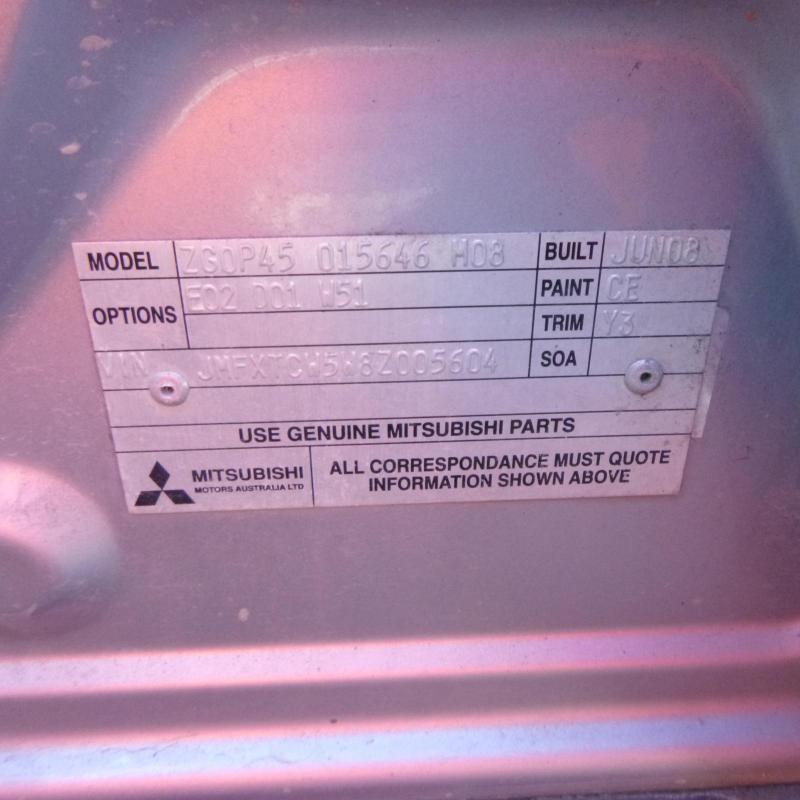 MODEL ZG0P45 015646 M08 BUILT JUN08
OPTIONS E02 D01 W51 PAINT CE
TRIM Y3
VIN JMFXTCW5W8Z005604 SOA
USE GENUINE MITSUBISHI PARTS
MITSUBISHI
MOTORS AUSTRALIA LTD
ALL CORRESPONDANCE MUST QUOTE
INFORMATION SHOWN ABOVE